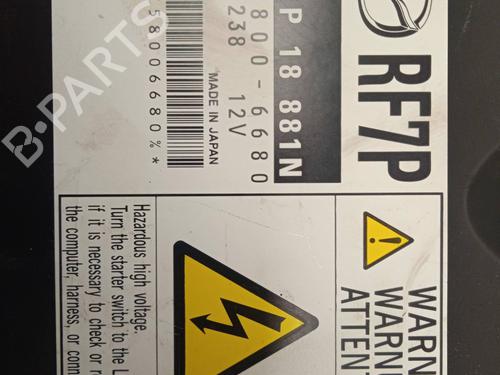 RF7P
P 18 881N
800-6680
238 12V
MADE IN JAPAN
58006680%*
WARN
WARN
ATTENT
Hazardous high voltage.
Turn the starter switch to the L
if it is necessary to check or r
the computer, harness, or conn
B-Parts